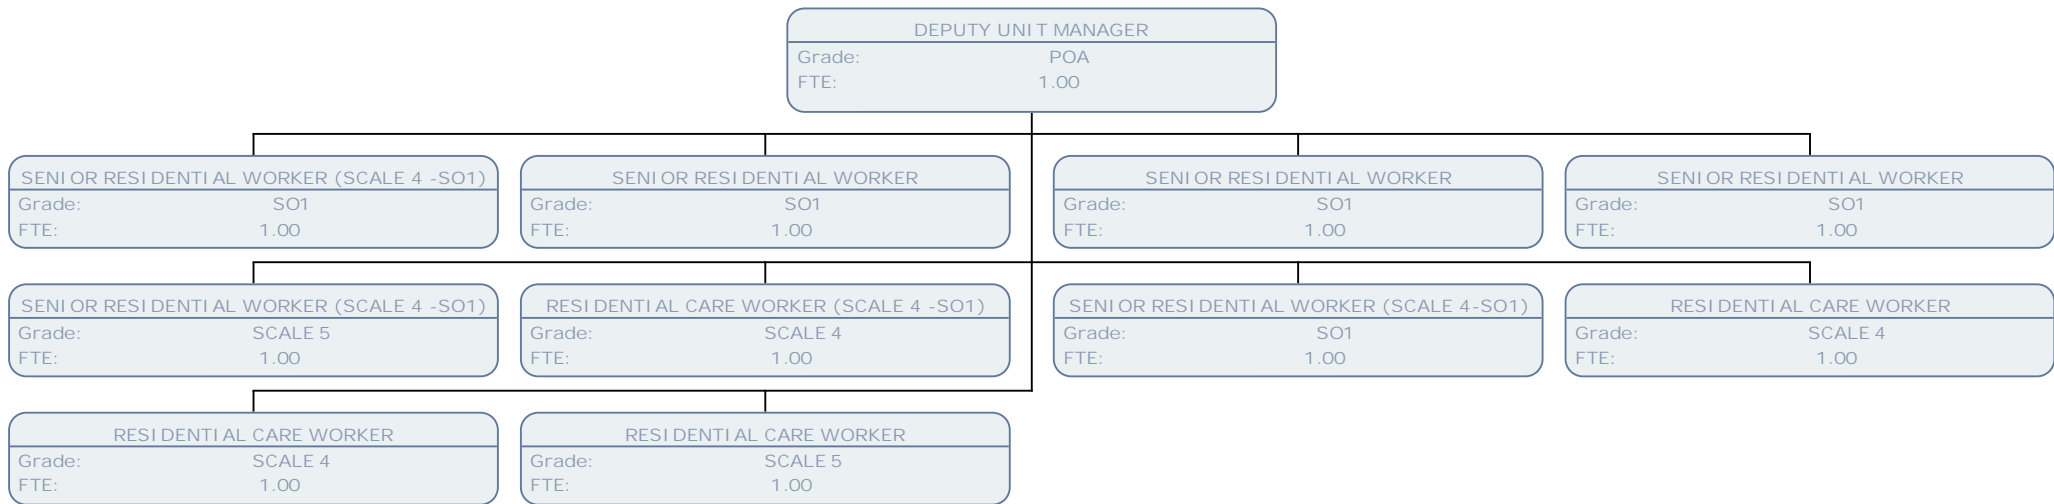 DEPUTY UNIT MANAGER
Grade: POA
FTE: 1.00
SENIOR RESIDENTIAL WORKER (SCALE 4 -SO1)
Grade: SO1
FTE: 1.00
SENIOR RESIDENTIAL WORKER
Grade: SO1
FTE: 1.00
SENIOR RESIDENTIAL WORKER
Grade: SO1
FTE: 1.00
SENIOR RESIDENTIAL WORKER
Grade: SO1
FTE: 1.00
SENIOR RESIDENTIAL WORKER (SCALE 4 -SO1)
Grade: SCALE 5
FTE: 1.00
RESIDENTIAL CARE WORKER (SCALE 4 -SO1)
Grade: SCALE 4
FTE: 1.00
SENIOR RESIDENTIAL WORKER (SCALE 4-SO1)
Grade: SO1
FTE: 1.00
RESIDENTIAL CARE WORKER
Grade: SCALE 4
FTE: 1.00
RESIDENTIAL CARE WORKER
Grade: SCALE 4
FTE: 1.00
RESIDENTIAL CARE WORKER
Grade: SCALE 5
FTE: 1.00